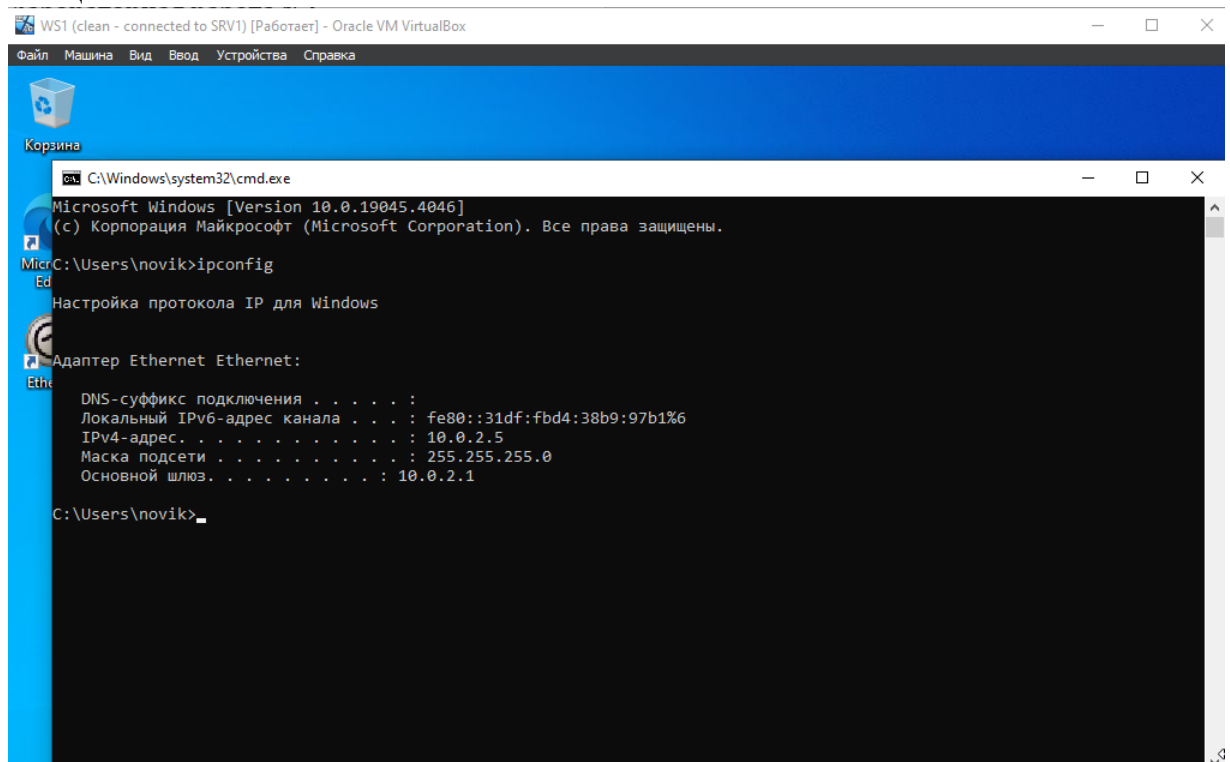 WS1 (clean - connected to SRV1) [Работает] - Oracle VM VirtualBox
Файл Машина Вид Ввод Устройства Справка
Корзина
C:\Windows\system32\cmd.exe
Microsoft Windows [Version 10.0.19045.4046]
(c) Корпорация Майкрософт (Microsoft Corporation). Все права защищены.
Micr
Ed
C:\Users\novik>ipconfig
Настройка протокола IP для Windows
Адаптер Ethernet Ethernet:
Ethe
DNS-суффикс подключения . . . . . :
Локальный IPv6-адрес канала . . . : fe80::31df:fbd4:38b9:97b1%6
IPv4-адрес. . . . . . . . . . . . : 10.0.2.5
Маска подсети . . . . . . . . . . : 255.255.255.0
Основной шлюз. . . . . . . . . : 10.0.2.1
C:\Users\novik>